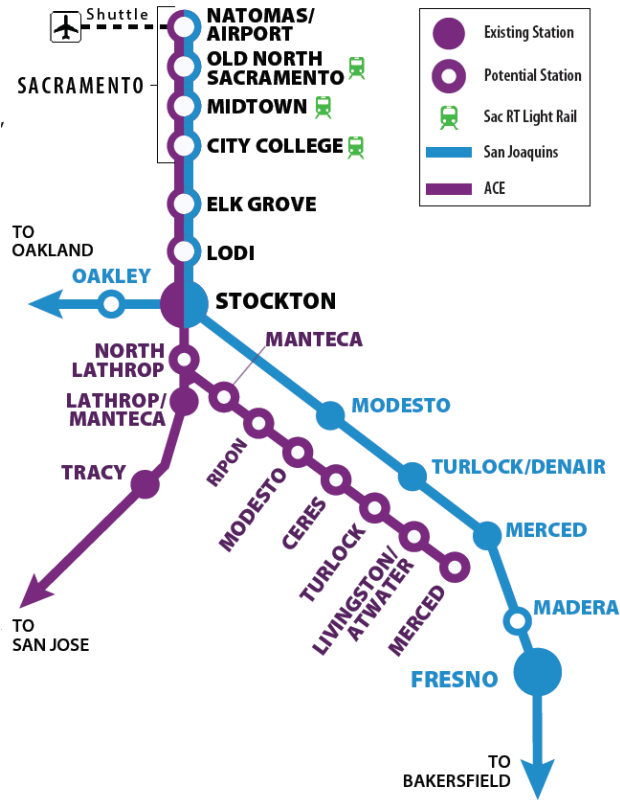 Shuttle
NATOMAS/
AIRPORT
OLD NORTH
SACRAMENTO
SACRAMENTO
MIDTOWN
CITY COLLEGE
ELK GROVE
LODI
TO
OAKLAND
OAKLEY
STOCKTON
MANTECA
NORTH
LATHROP
LATHROP/
MANTECA
TRACY
RIPON
MODESTO
CERES
TURLOCK
LIVINGSTON/
ATWATER
MERCED
MODESTO
TURLOCK/DENAIR
MERCED
MADERA
FRESNO
TO
SAN JOSE
TO
BAKERSFIELD
Existing Station
Potential Station
Sac RT Light Rail
San Joaquins
ACE